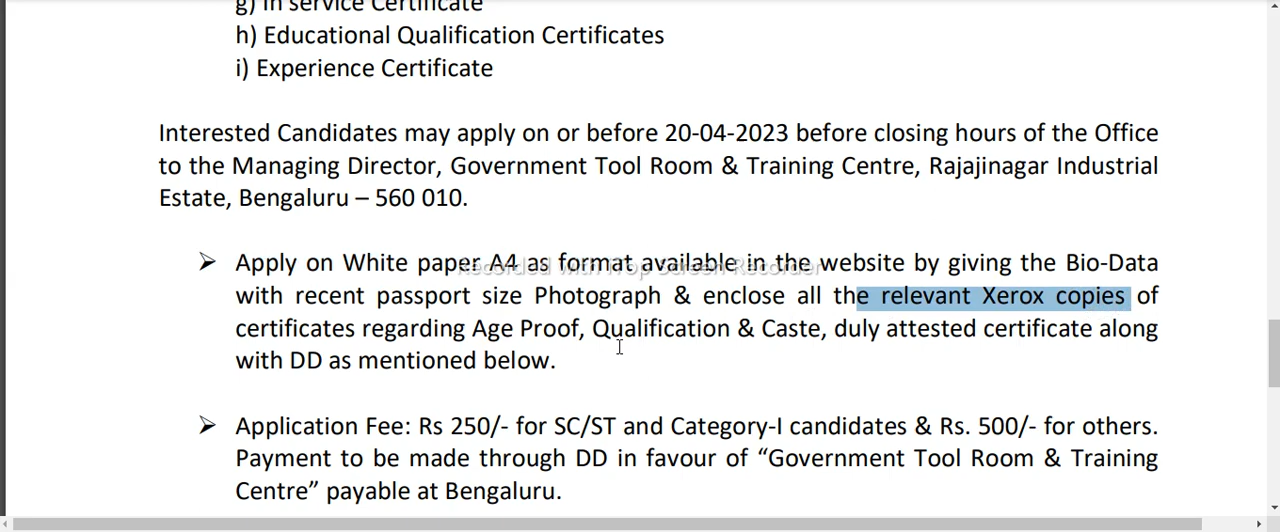 g) In service Certificate
h) Educational Qualification Certificates
i) Experience Certificate
Interested Candidates may apply on or before 20-04-2023 before closing hours of the Office
to the Managing Director, Government Tool Room & Training Centre, Rajajinagar Industrial
Estate, Bengaluru – 560 010.
➢ Apply on White paper A4 as format available in the website by giving the Bio-Data
Recorded with iTop Screen Recorder
with recent passport size Photograph & enclose all the relevant Xerox copies of
certificates regarding Age Proof, Qualification & Caste, duly attested certificate along
with DD as mentioned below.
➢ Application Fee: Rs 250/- for SC/ST and Category-I candidates & Rs. 500/- for others.
Payment to be made through DD in favour of “Government Tool Room & Training
Centre” payable at Bengaluru.